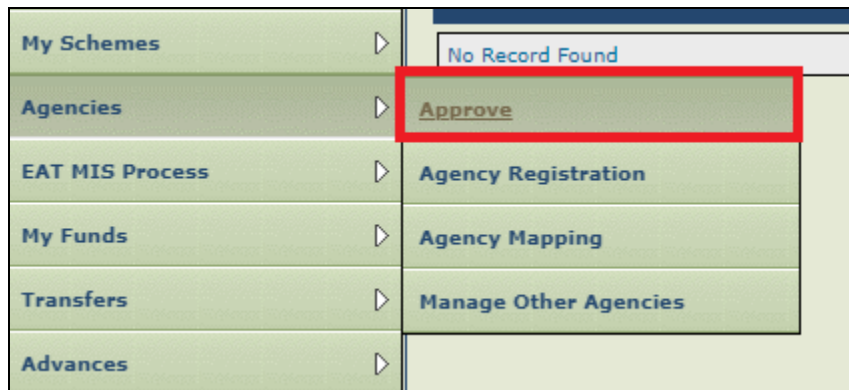 My Schemes
No Record Found
Agencies
Approve
EAT MIS Process
Agency Registration
My Funds
Agency Mapping
Transfers
Manage Other Agencies
Advances